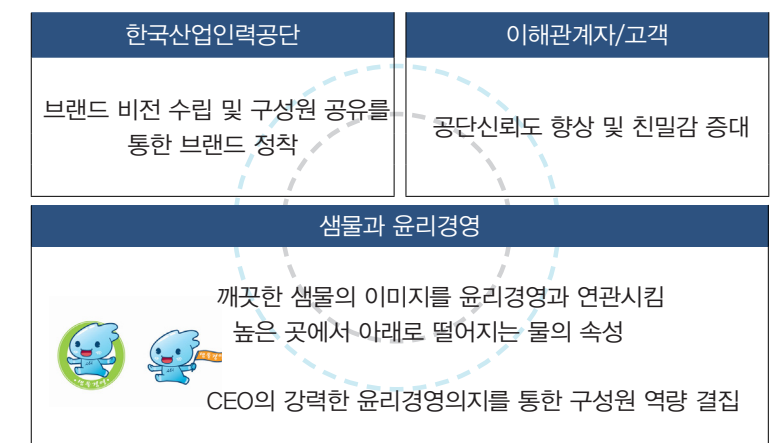 한국산업인력공단
이해관계자/고객
브랜드 비전 수립 및 구성원 공유를
통한 브랜드 정착
공단신뢰도 향상 및 친밀감 증대
샘물과 윤리경영
깨끗한 샘물의 이미지를 윤리경영과 연관시킴
높은 곳에서 아래로 떨어지는 물의 속성
CEO의 강력한 윤리경영의지를 통한 구성원 역량 결집